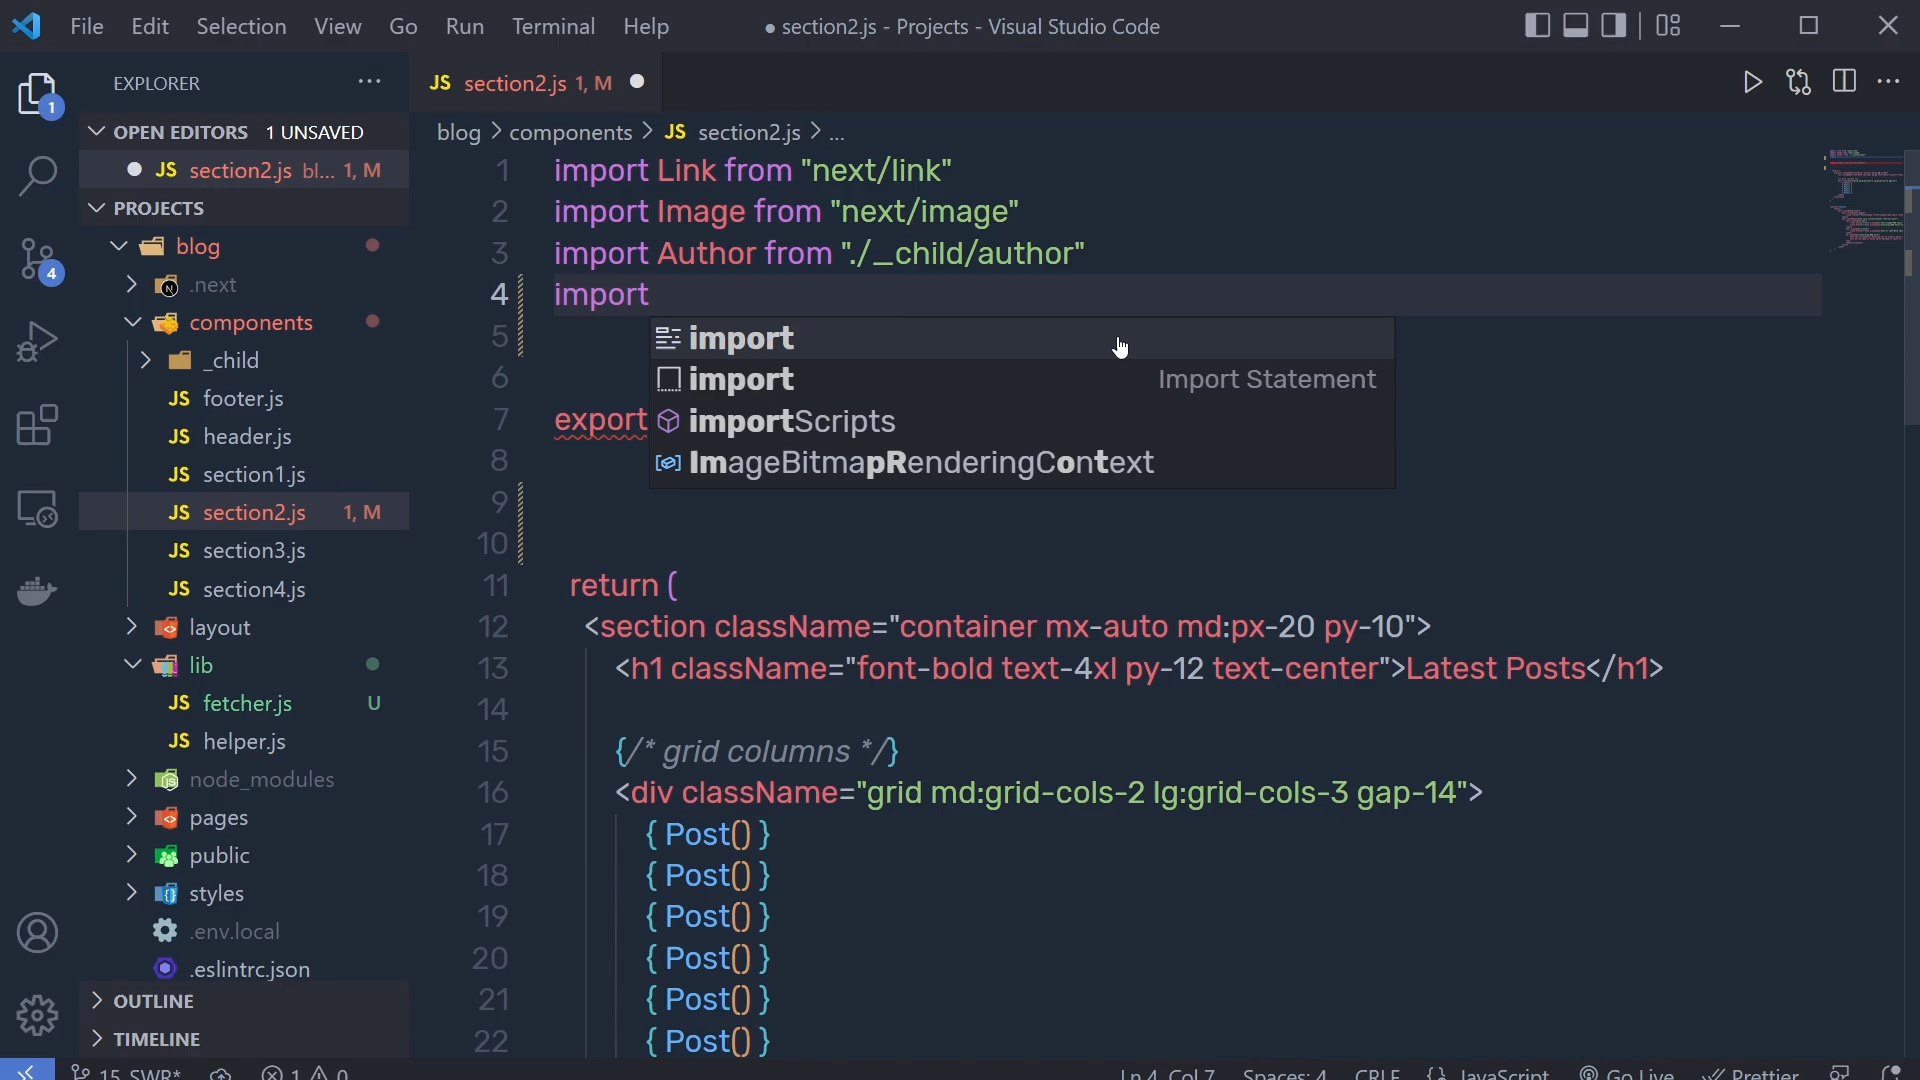 File Edit Selection View Go Run Terminal Help ● section2.js - Projects - Visual Studio Code
EXPLORER ···
JS section2.js 1, M ●
1
OPEN EDITORS 1 UNSAVED
● JS section2.js bl... 1, M
PROJECTS
blog
.next
components
_child
JS footer.js
JS header.js
JS section1.js
JS section2.js 1, M
JS section3.js
JS section4.js
layout
lib
JS fetcher.js U
JS helper.js
node_modules
pages
public
styles
.env.local
.eslintrc.json
OUTLINE
TIMELINE
4
blog > components > JS section2.js > ...
1 import Link from "next/link"
2 import Image from "next/image"
3 import Author from "./_child/author"
4 import
5
6
7 export
8
9
10
11 return (
12 <section className="container mx-auto md:px-20 py-10">
13 <h1 className="font-bold text-4xl py-12 text-center">Latest Posts</h1>
14
15 {/* grid columns */}
16 <div className="grid md:grid-cols-2 lg:grid-cols-3 gap-14">
17 { Post() }
18 { Post() }
19 { Post() }
20 { Post() }
21 { Post() }
22 { Post() }
import
import Import Statement
importScripts
ImageBitmapRenderingContext
15_SWR* 1 0 Ln 4, Col 7 Spaces: 4 CRLF {} JavaScript Go Live Prettier